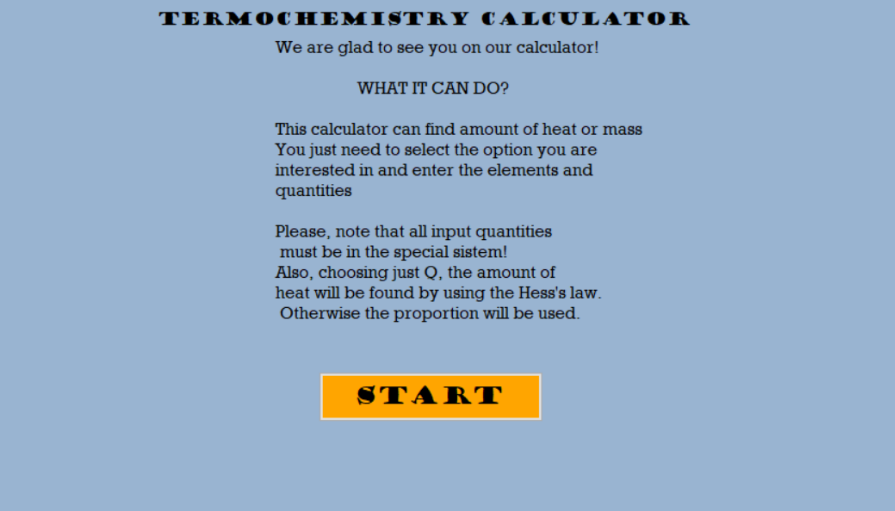 TERMOCHEMISTRY CALCULATOR
We are glad to see you on our calculator!
WHAT IT CAN DO?
This calculator can find amount of heat or mass
You just need to select the option you are
interested in and enter the elements and
quantities
Please, note that all input quantities
must be in the special sistem!
Also, choosing just Q, the amount of
heat will be found by using the Hess's law.
Otherwise the proportion will be used.
START